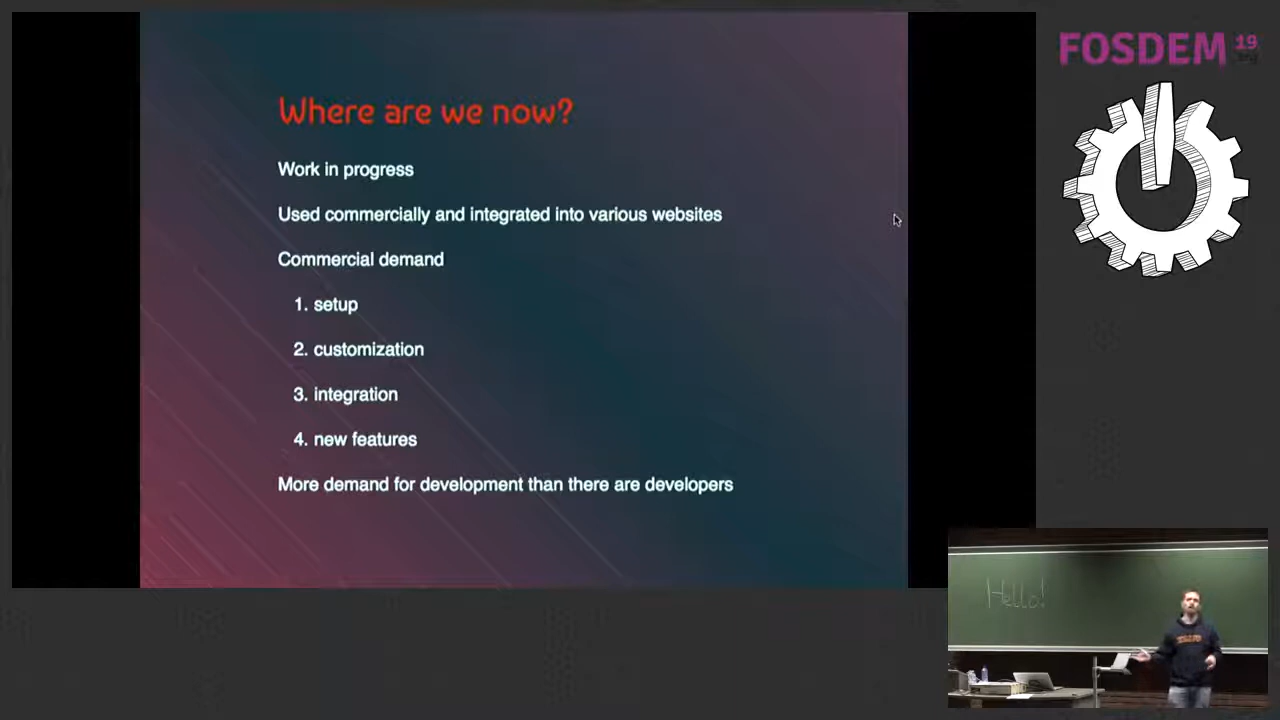 Where are we now?
Work in progress
Used commercially and integrated into various websites
Commercial demand
1. setup
2. customization
3. integration
4. new features
More demand for development than there are developers
FOSDEM 19
Hello!